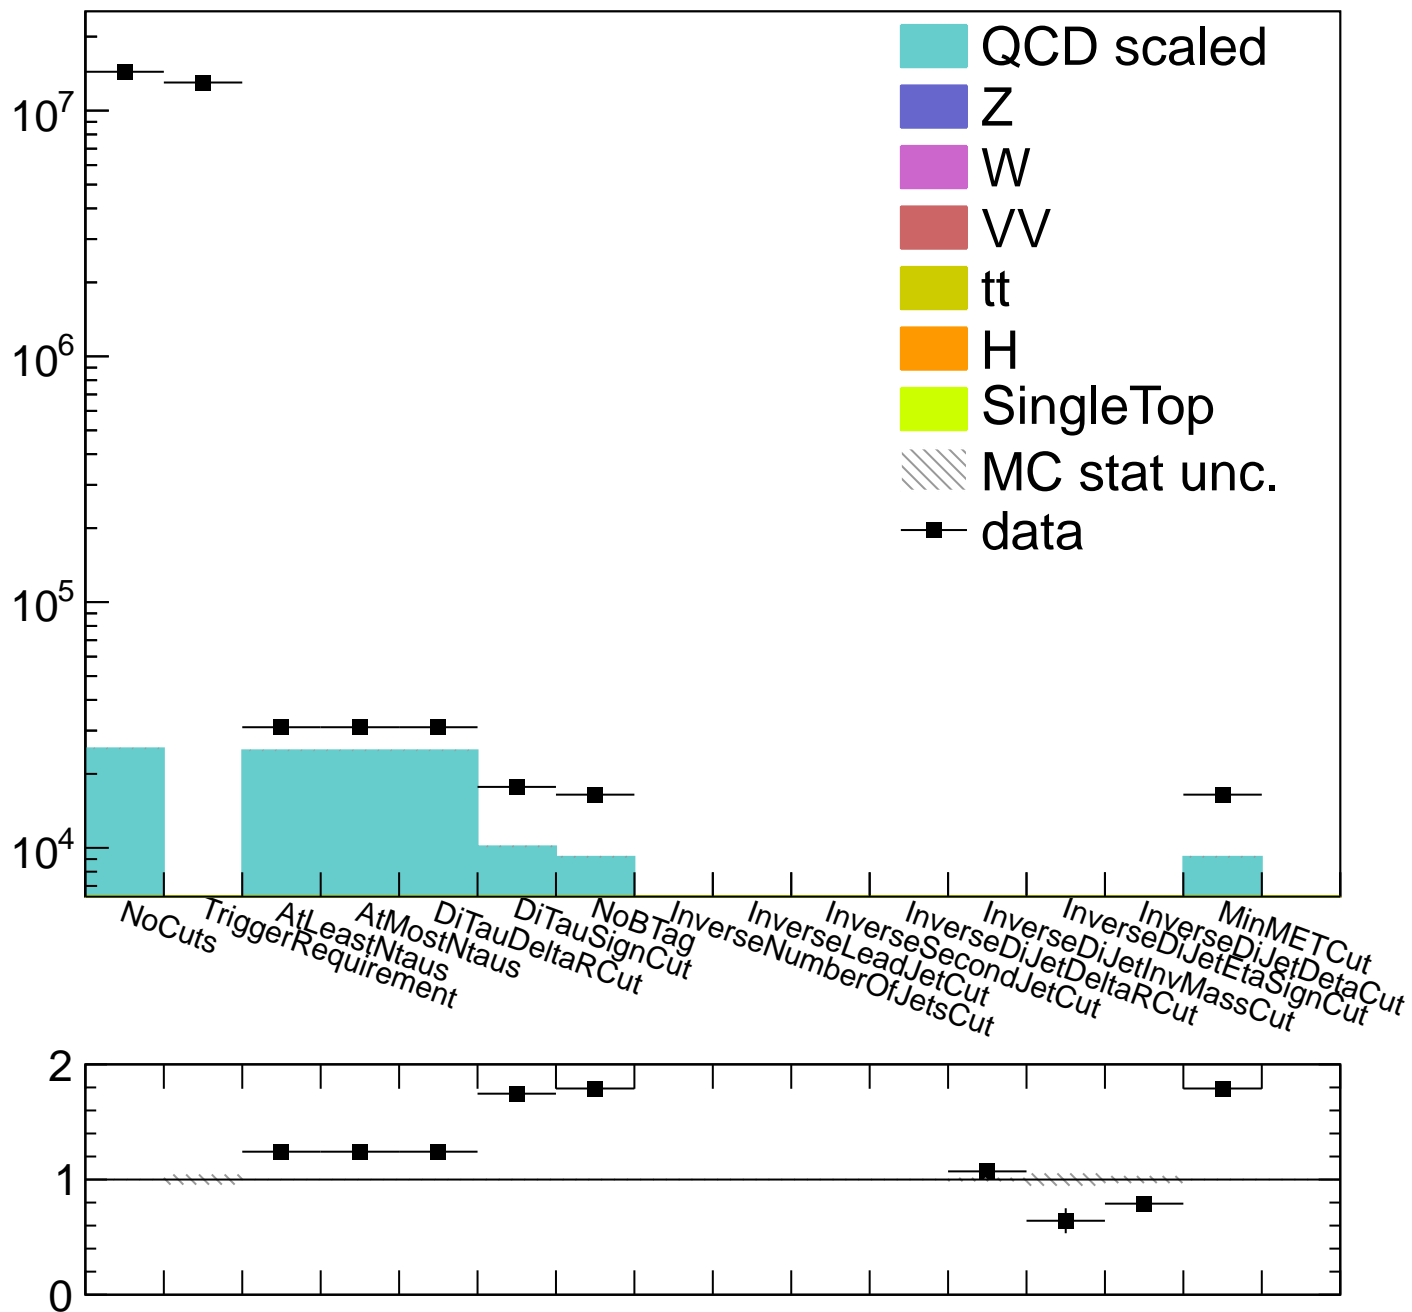 QCD scaled
Z
W
VV
tt
H
SingleTop
MC stat unc.
data
10^7
10^6
10^5
10^4
NoCuts
TriggerRequirement
AtLeastNtaus
AtMostNtaus
DiTauDeltaRCut
DiTauSignCut
NoBTag
InverseNumberOfJetsCut
InverseLeadJetCut
InverseSecondJetCut
InverseDiJetDeltaRCut
InverseDiJetInvMassCut
InverseDiJetEtaSignCut
InverseDiJetDetaCut
MinMETCut
2
1
0